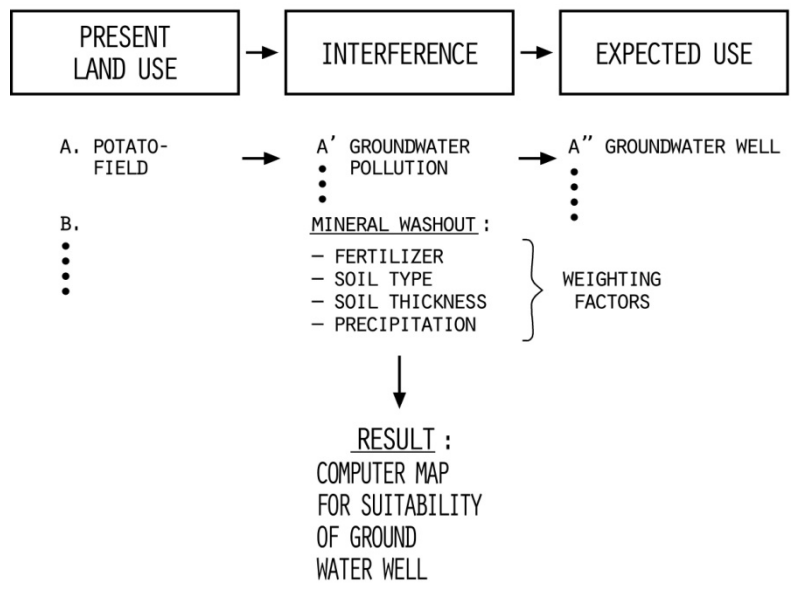 PRESENT
LAND USE
INTERFERENCE
EXPECTED USE
A. POTATO-
FIELD
A' GROUNDWATER
POLLUTION
A" GROUNDWATER WELL
B.
MINERAL WASHOUT:
– FERTILIZER
– SOIL TYPE
– SOIL THICKNESS
– PRECIPITATION
WEIGHTING
FACTORS
RESULT:
COMPUTER MAP
FOR SUITABILITY
OF GROUND
WATER WELL